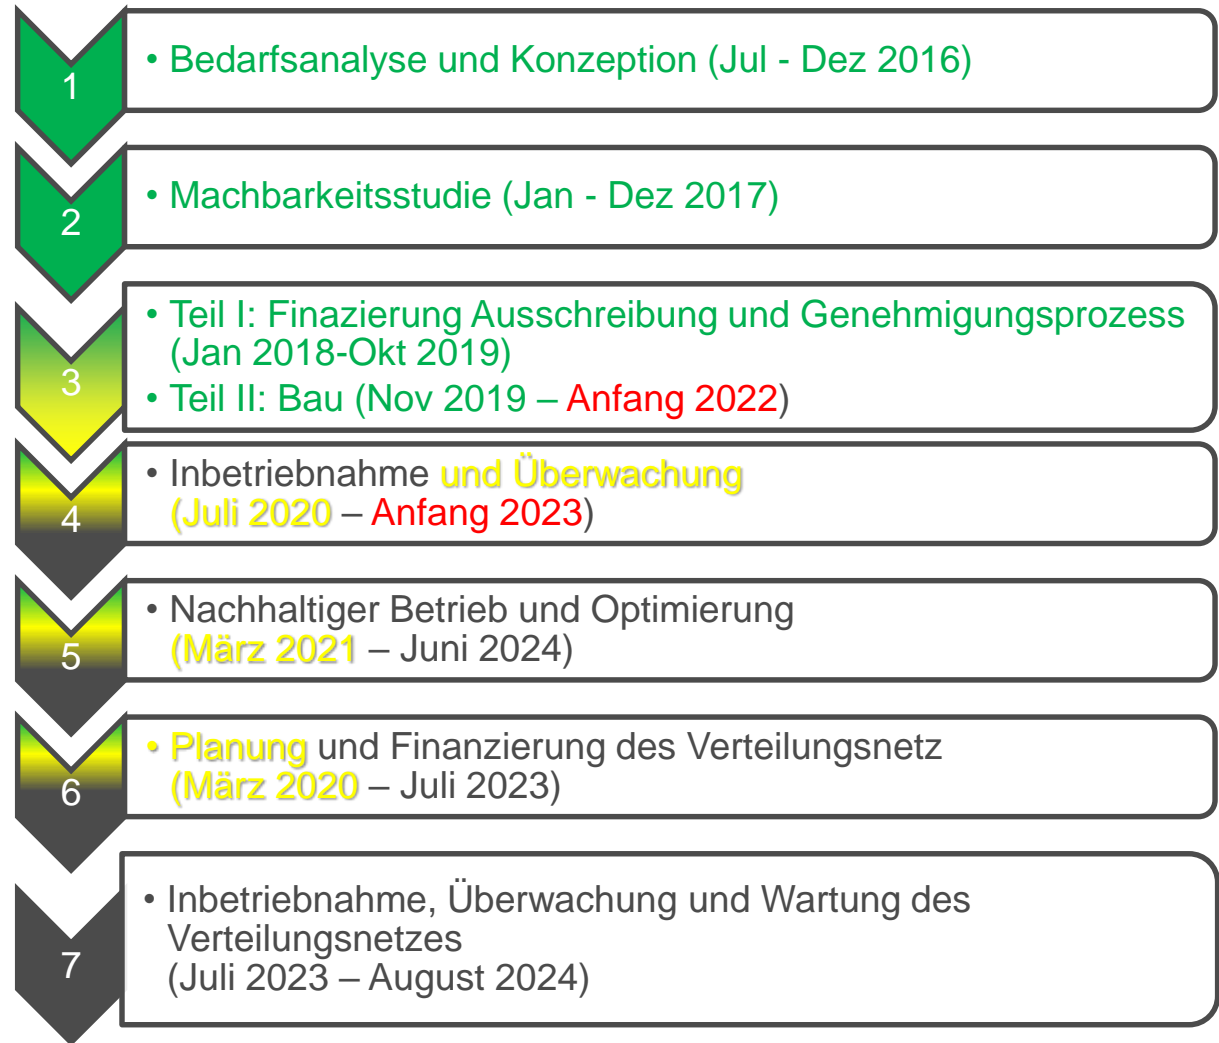 1
• Bedarfsanalyse und Konzeption (Jul - Dez 2016)
2
• Machbarkeitsstudie (Jan - Dez 2017)
3
• Teil I: Finazierung Ausschreibung und Genehmigungsprozess
(Jan 2018-Okt 2019)
• Teil II: Bau (Nov 2019 – Anfang 2022)
4
• Inbetriebnahme und Überwachung
(Juli 2020 – Anfang 2023)
5
• Nachhaltiger Betrieb und Optimierung
(März 2021 – Juni 2024)
6
• Planung und Finanzierung des Verteilungsnetz
(März 2020 – Juli 2023)
7
• Inbetriebnahme, Überwachung und Wartung des
Verteilungsnetzes
(Juli 2023 – August 2024)